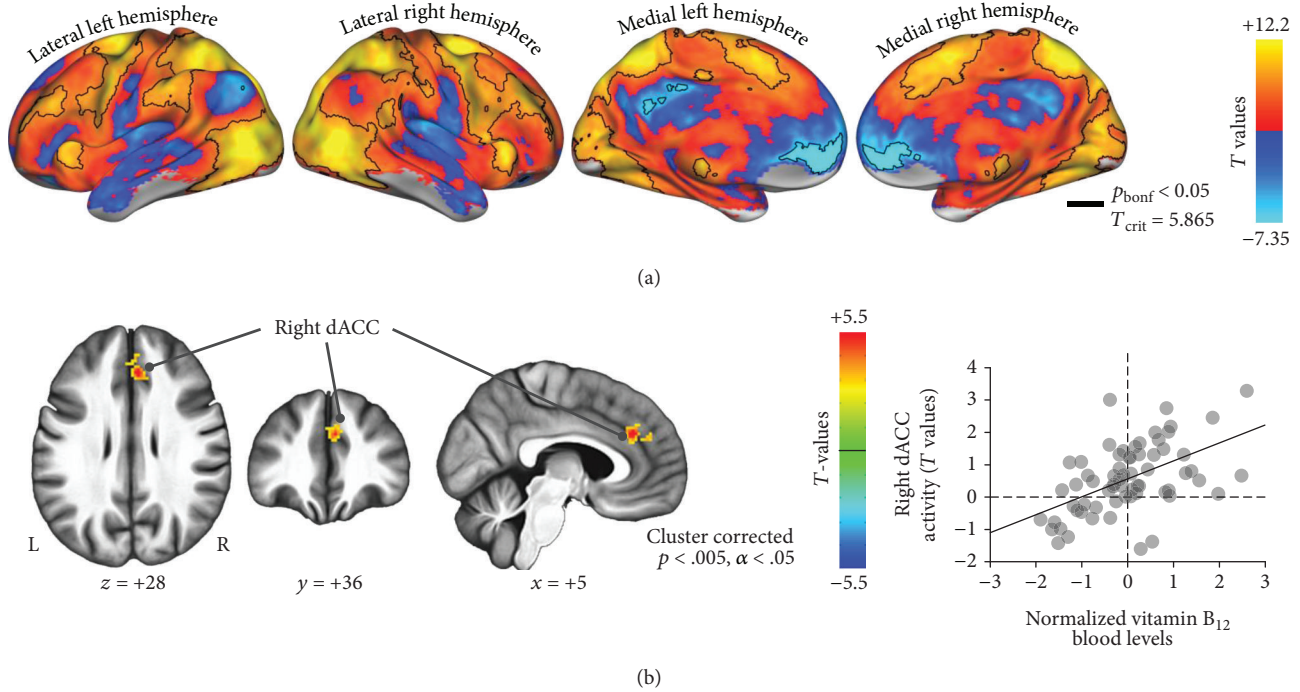 Lateral left hemisphere
Lateral right hemisphere
Medial left hemisphere
Medial right hemisphere
+12.2
T values
−7.35
p_bonf < 0.05
T_crit = 5.865
(a)
Right dACC
L
R
z = +28
y = +36
x = +5
Cluster corrected
p < .005, α < .05
+5.5
T-values
−5.5
Right dACC
activity (T values)
4
3
2
1
0
−1
−2
−3
−2
−1
0
1
2
3
Normalized vitamin B₁₂
blood levels
(b)